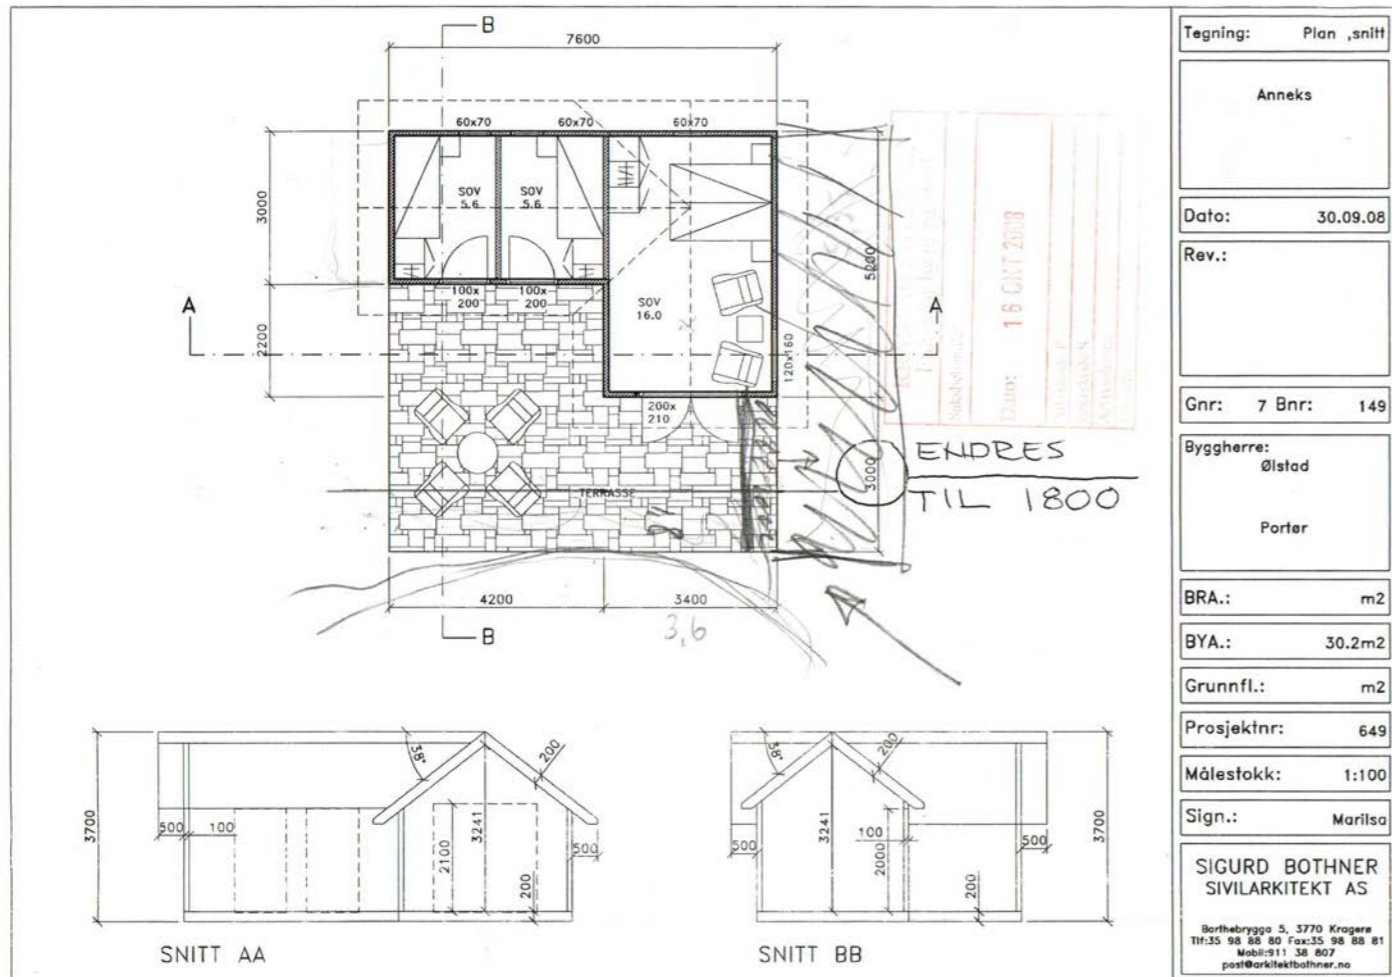 B
7600
60x70
60x70
60x70
3000
SOV
5.6
SOV
5.6
5200
A
100x
200
100x
200
SOV
16.0
A
2200
120x160
200x
210
Dato: 16 OKT 2008
3000
ENDRES
TIL 1800
TERRASSE
4200
3400
3,6
B
3700
38°
200
500
100
2100
3241
500
200
SNITT AA
38°
200
500
3241
100
2000
500
200
3700
SNITT BB
Tegning: Plan ,snitt
Anneks
Dato: 30.09.08
Rev.:
Gnr: 7 Bnr: 149
Byggherre:
Ølstad
Portør
BRA.: m2
BYA.: 30.2m2
Grunnfl.: m2
Prosjektnr: 649
Målestokk: 1:100
Sign.: Marilsa
SIGURD BOTHNER
SIVILARKITEKT AS
Barthebrygga 5, 3770 Kragerø
Tlf:35 98 88 80 Fax:35 98 88 81
Mobil:911 38 807
post@arkitektbothner.no